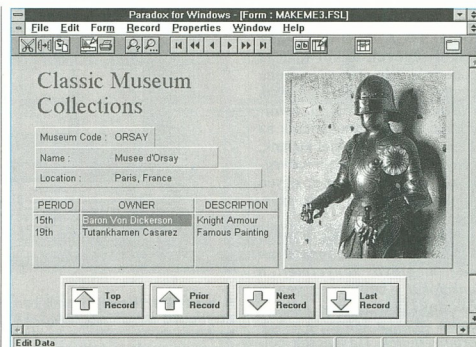 Paradox for Windows - [Form : MAKEME3.FSL]
File Edit Form Record Properties Window Help
Classic Museum
Collections
Museum Code : ORSAY
Name : Musee d'Orsay
Location : Paris, France
PERIOD OWNER DESCRIPTION
15th Baron Von Dickerson Knight Armour
19th Tutankhamen Casarez Famous Painting
Top
Record
Prior
Record
Next
Record
Last
Record
Edit Data